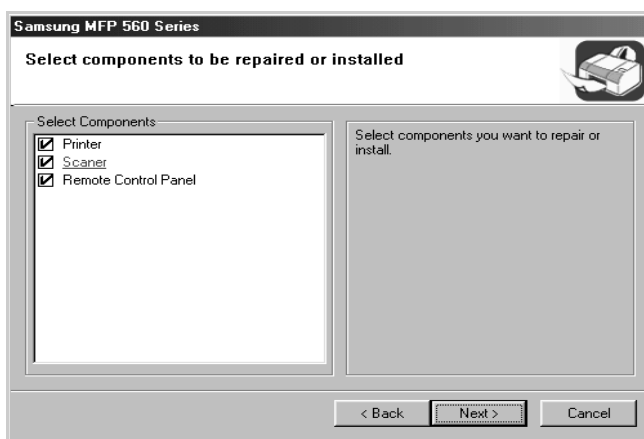 Samsung MFP 560 Series
Select components to be repaired or installed
Select Components
Printer
Scaner
Remote Control Panel
Select components you want to repair or
install.
< Back
Next >
Cancel